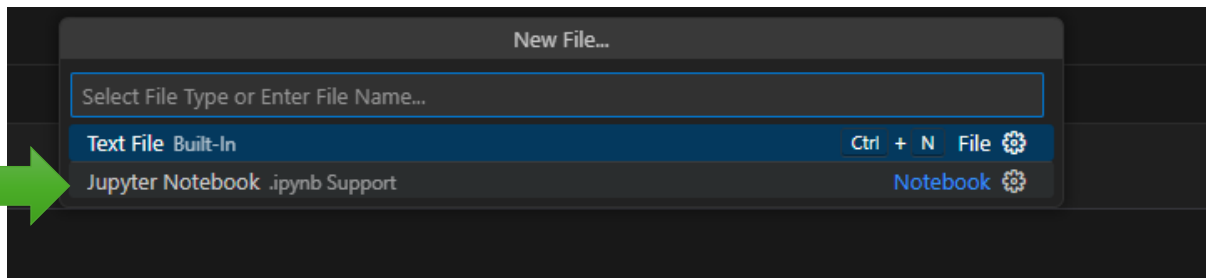 New File...
Select File Type or Enter File Name...
Text File Built-In Ctrl + N File
Jupyter Notebook .ipynb Support Notebook